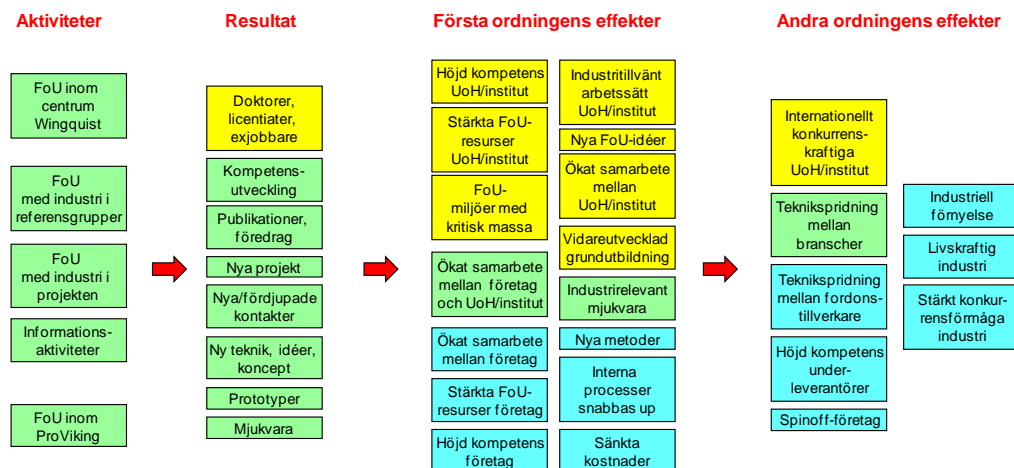 Aktiviteter
FoU inom
centrum
Wingquist
FoU
med industri i
referensgrupper
FoU
med industri i
projekten
Informations-
aktiviteter
FoU inom
ProViking
Resultat
Doktorer,
licentiater,
exjobbare
Kompetens-
utveckling
Publikationer,
föredrag
Nya projekt
Nya/fördjupade
kontakter
Ny teknik, idéer,
koncept
Prototyper
Mjukvara
Första ordningens effekter
Höjd kompetens
UoH/institut
Stärkta FoU-
resurser
UoH/institut
FoU-
miljöer med
kritisk massa
Ökat samarbete
mellan företag
och UoH/institut
Ökat samarbete
mellan företag
Stärkta FoU-
resurser företag
Höjd kompetens
företag
Industritillvänt
arbetssätt
UoH/institut
Nya FoU-idéer
Ökat samarbete
mellan
UoH/institut
Vidareutvecklad
grundutbildning
Industrirelevant
mjukvara
Nya metoder
Interna
processer
snabbas up
Sänkta
kostnader
Andra ordningens effekter
Internationellt
konkurrens-
kraftiga
UoH/institut
Teknikspridning
mellan
branscher
Teknikspridning
mellan fordons-
tillverkare
Höjd kompetens
under-
leverantörer
Spinoff-företag
Industriell
förnyelse
Livskraftig
industri
Stärkt konkur-
rensförmåga
industri